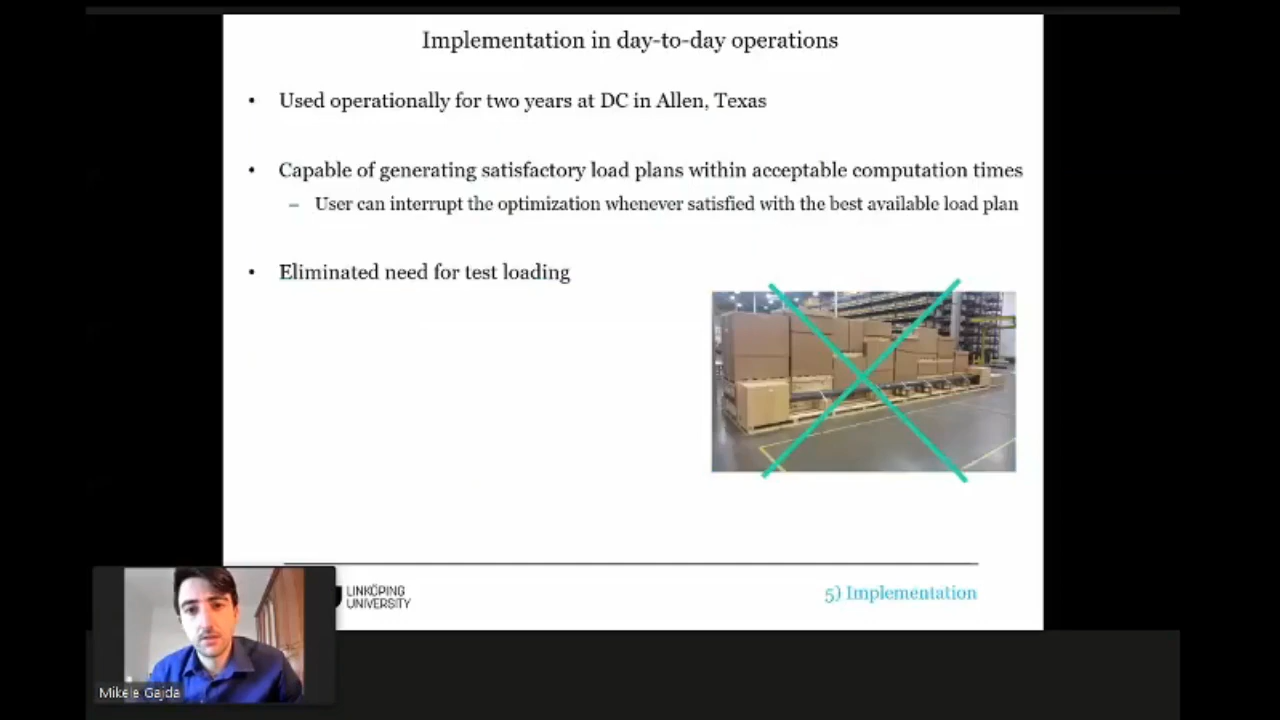 Implementation in day-to-day operations
• Used operationally for two years at DC in Allen, Texas
• Capable of generating satisfactory load plans within acceptable computation times
– User can interrupt the optimization whenever satisfied with the best available load plan
• Eliminated need for test loading
LINKÖPING
UNIVERSITY
5) Implementation
Mikele Gajda